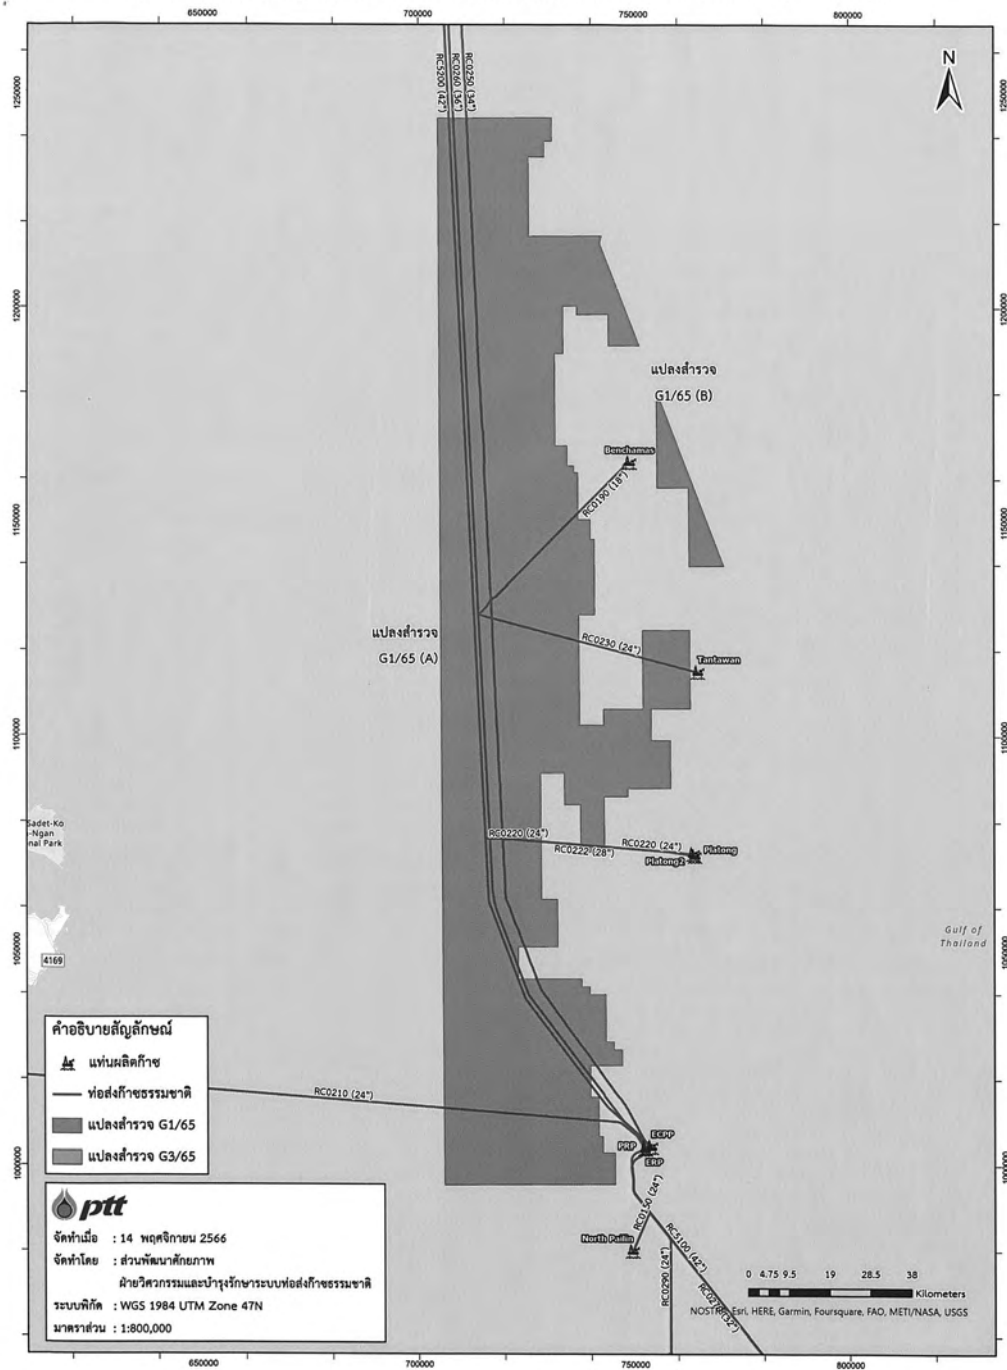 650000 700000 750000 800000
1250000
1200000
1150000
1100000
1050000
1000000
1250000
1200000
1150000
1100000
1050000
1000000
RC5200 (42")
RC0260 (36")
RC0250 (34")
N
แปลงสำรวจ
G1/65 (B)
Benchamas
RC0190 (18")
แปลงสำรวจ
G1/65 (A)
RC0230 (24")
Tantawan
RC0220 (24")
RC0222 (28")
RC0220 (24")
Platong
Platong2
Sadet-Ko
-Ngan
nal Park
4169
Gulf of
Thailand
RC0210 (24")
PRP
ECPP
ERP
RC0150 (24")
North Pailin
RC0290 (24")
RC5100 (42")
(32")
คำอธิบายสัญลักษณ์
แท่นผลิตก๊าซ
ท่อส่งก๊าซธรรมชาติ
แปลงสำรวจ G1/65
แปลงสำรวจ G3/65
ptt
จัดทำเมื่อ : 14 พฤศจิกายน 2566
จัดทำโดย : ส่วนพัฒนาศักยภาพ
ฝ่ายวิศวกรรมและบำรุงรักษาระบบท่อส่งก๊าซธรรมชาติ
ระบบพิกัด : WGS 1984 UTM Zone 47N
มาตราส่วน : 1:800,000
0 4.75 9.5 19 28.5 38
Kilometers
Esri, HERE, Garmin, Foursquare, FAO, METI/NASA, USGS
650000 700000 750000 800000